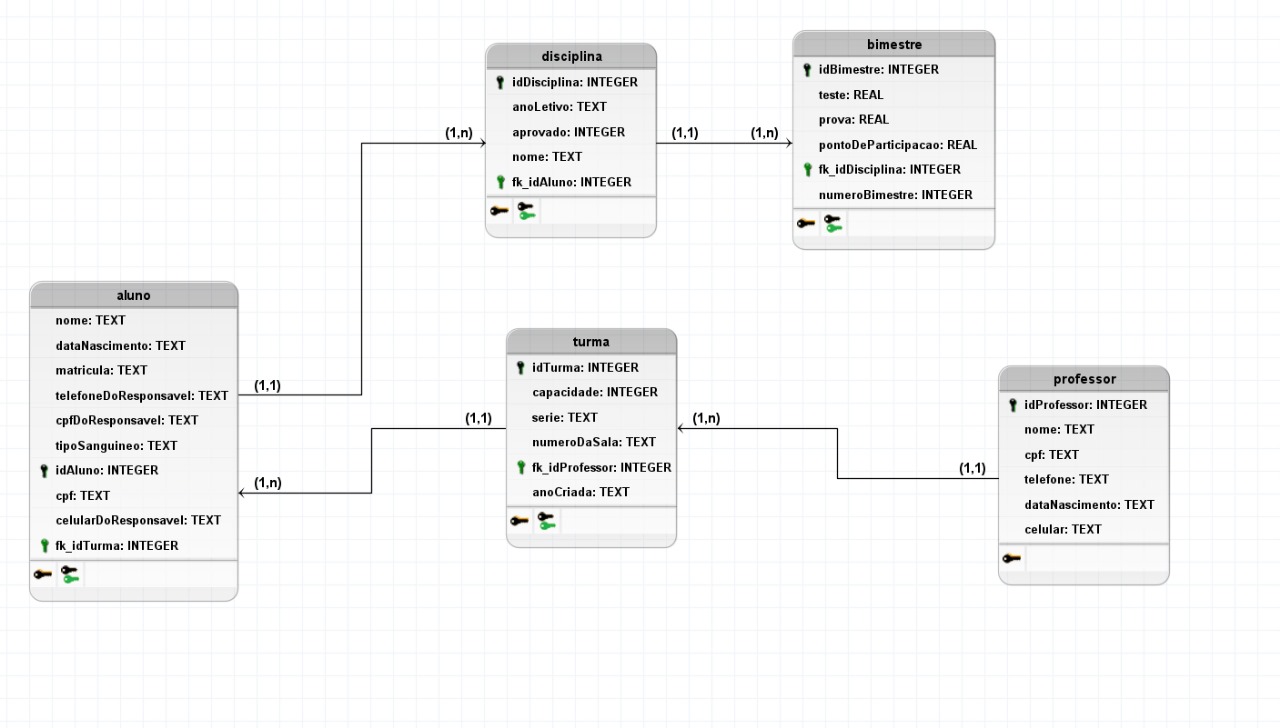 disciplina
idDisciplina: INTEGER
anoLetivo: TEXT
aprovado: INTEGER
nome: TEXT
fk_idAluno: INTEGER
bimestre
idBimestre: INTEGER
teste: REAL
prova: REAL
pontoDeParticipacao: REAL
fk_idDisciplina: INTEGER
numeroBimestre: INTEGER
(1,n)
(1,1)
(1,n)
aluno
nome: TEXT
dataNascimento: TEXT
matricula: TEXT
telefoneDoResponsavel: TEXT
cpfDoResponsavel: TEXT
tipoSanguineo: TEXT
idAluno: INTEGER
cpf: TEXT
celularDoResponsavel: TEXT
fk_idTurma: INTEGER
(1,1)
(1,n)
(1,1)
turma
idTurma: INTEGER
capacidade: INTEGER
serie: TEXT
numeroDaSala: TEXT
fk_idProfessor: INTEGER
anoCriada: TEXT
(1,n)
(1,1)
professor
idProfessor: INTEGER
nome: TEXT
cpf: TEXT
telefone: TEXT
dataNascimento: TEXT
celular: TEXT